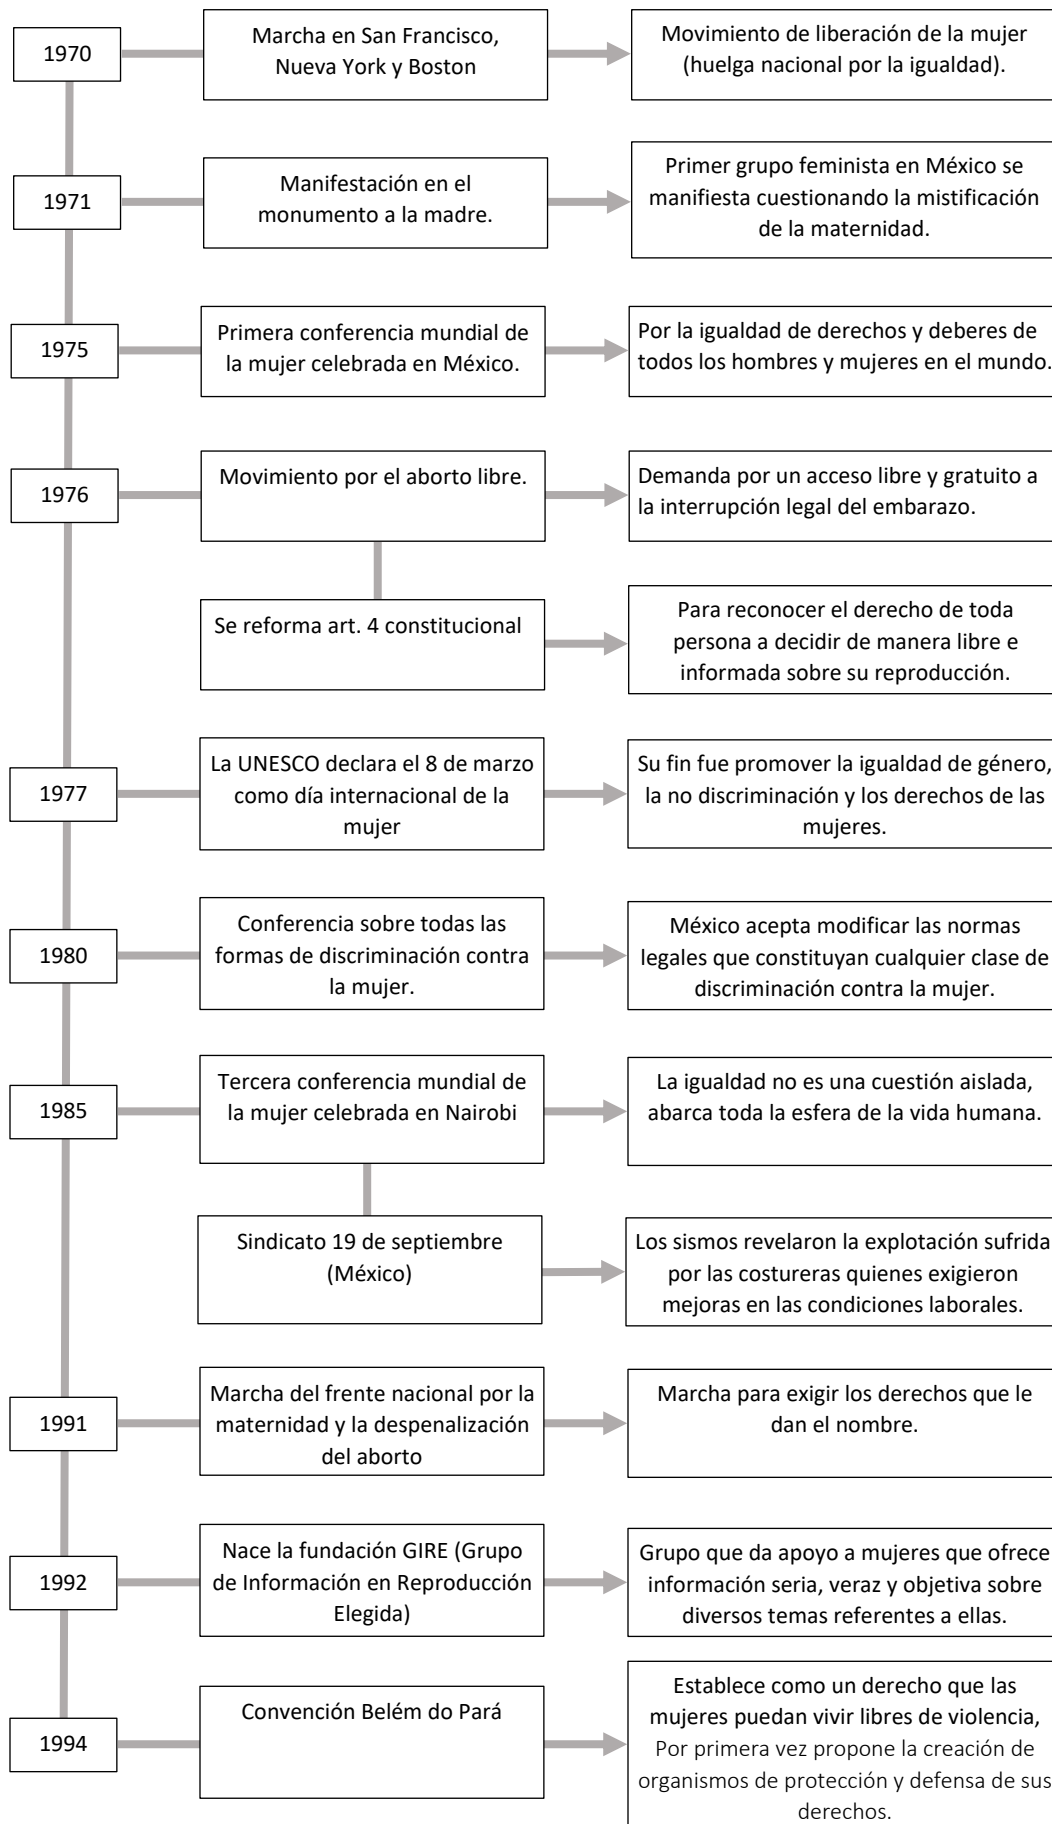 1970
Marcha en San Francisco,
Nueva York y Boston
Movimiento de liberación de la mujer
(huelga nacional por la igualdad).
1971
Manifestación en el
monumento a la madre.
Primer grupo feminista en México se
manifiesta cuestionando la mistificación
de la maternidad.
1975
Primera conferencia mundial de
la mujer celebrada en México.
Por la igualdad de derechos y deberes de
todos los hombres y mujeres en el mundo.
1976
Movimiento por el aborto libre.
Demanda por un acceso libre y gratuito a
la interrupción legal del embarazo.
Se reforma art. 4 constitucional
Para reconocer el derecho de toda
persona a decidir de manera libre e
informada sobre su reproducción.
1977
La UNESCO declara el 8 de marzo
como día internacional de la
mujer
Su fin fue promover la igualdad de género,
la no discriminación y los derechos de las
mujeres.
1980
Conferencia sobre todas las
formas de discriminación contra
la mujer.
México acepta modificar las normas
legales que constituyan cualquier clase de
discriminación contra la mujer.
1985
Tercera conferencia mundial de
la mujer celebrada en Nairobi
La igualdad no es una cuestión aislada,
abarca toda la esfera de la vida humana.
Sindicato 19 de septiembre
(México)
Los sismos revelaron la explotación sufrida
por las costureras quienes exigieron
mejoras en las condiciones laborales.
1991
Marcha del frente nacional por la
maternidad y la despenalización
del aborto
Marcha para exigir los derechos que le
dan el nombre.
1992
Nace la fundación GIRE (Grupo
de Información en Reproducción
Elegida)
Grupo que da apoyo a mujeres que ofrece
información seria, veraz y objetiva sobre
diversos temas referentes a ellas.
1994
Convención Belém do Pará
Establece como un derecho que las
mujeres puedan vivir libres de violencia,
Por primera vez propone la creación de
organismos de protección y defensa de sus
derechos.